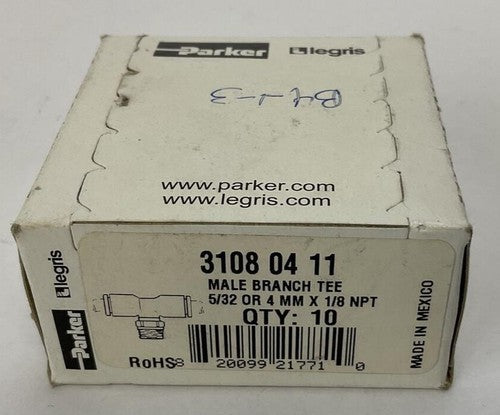 Parker legris
B4-1-3
www.parker.com
www.legris.com
Parker legris
3108 04 11
MALE BRANCH TEE
5/32 OR 4 MM X 1/8 NPT
QTY: 10
RoHS
8 20099 21771 0
MADE IN MEXICO